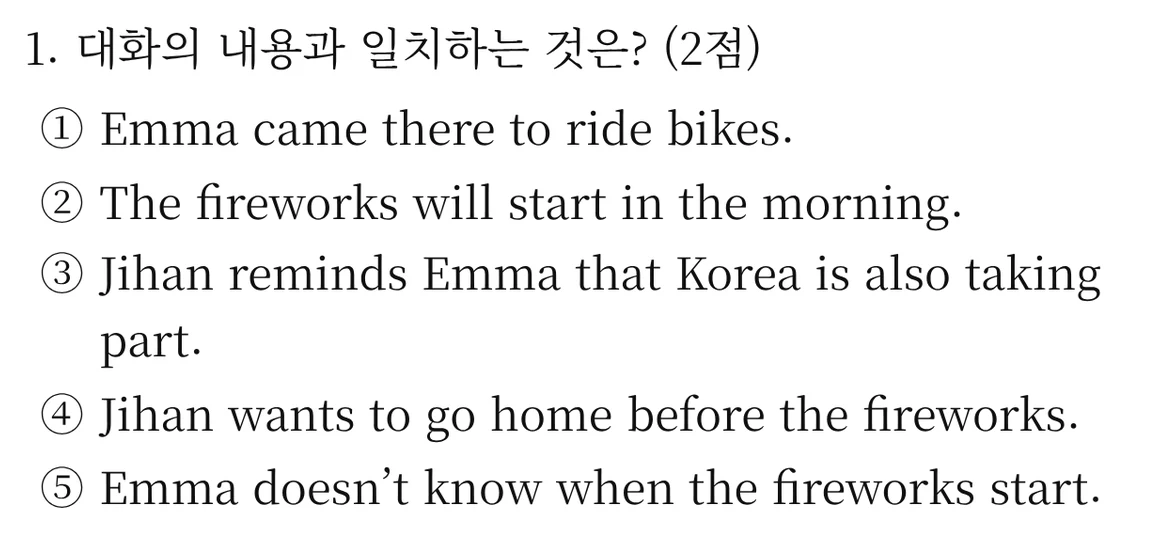 1. 대화의 내용과 일치하는 것은? (2점)
① Emma came there to ride bikes.
② The fireworks will start in the morning.
③ Jihan reminds Emma that Korea is also taking
part.
④ Jihan wants to go home before the fireworks.
⑤ Emma doesn’t know when the fireworks start.